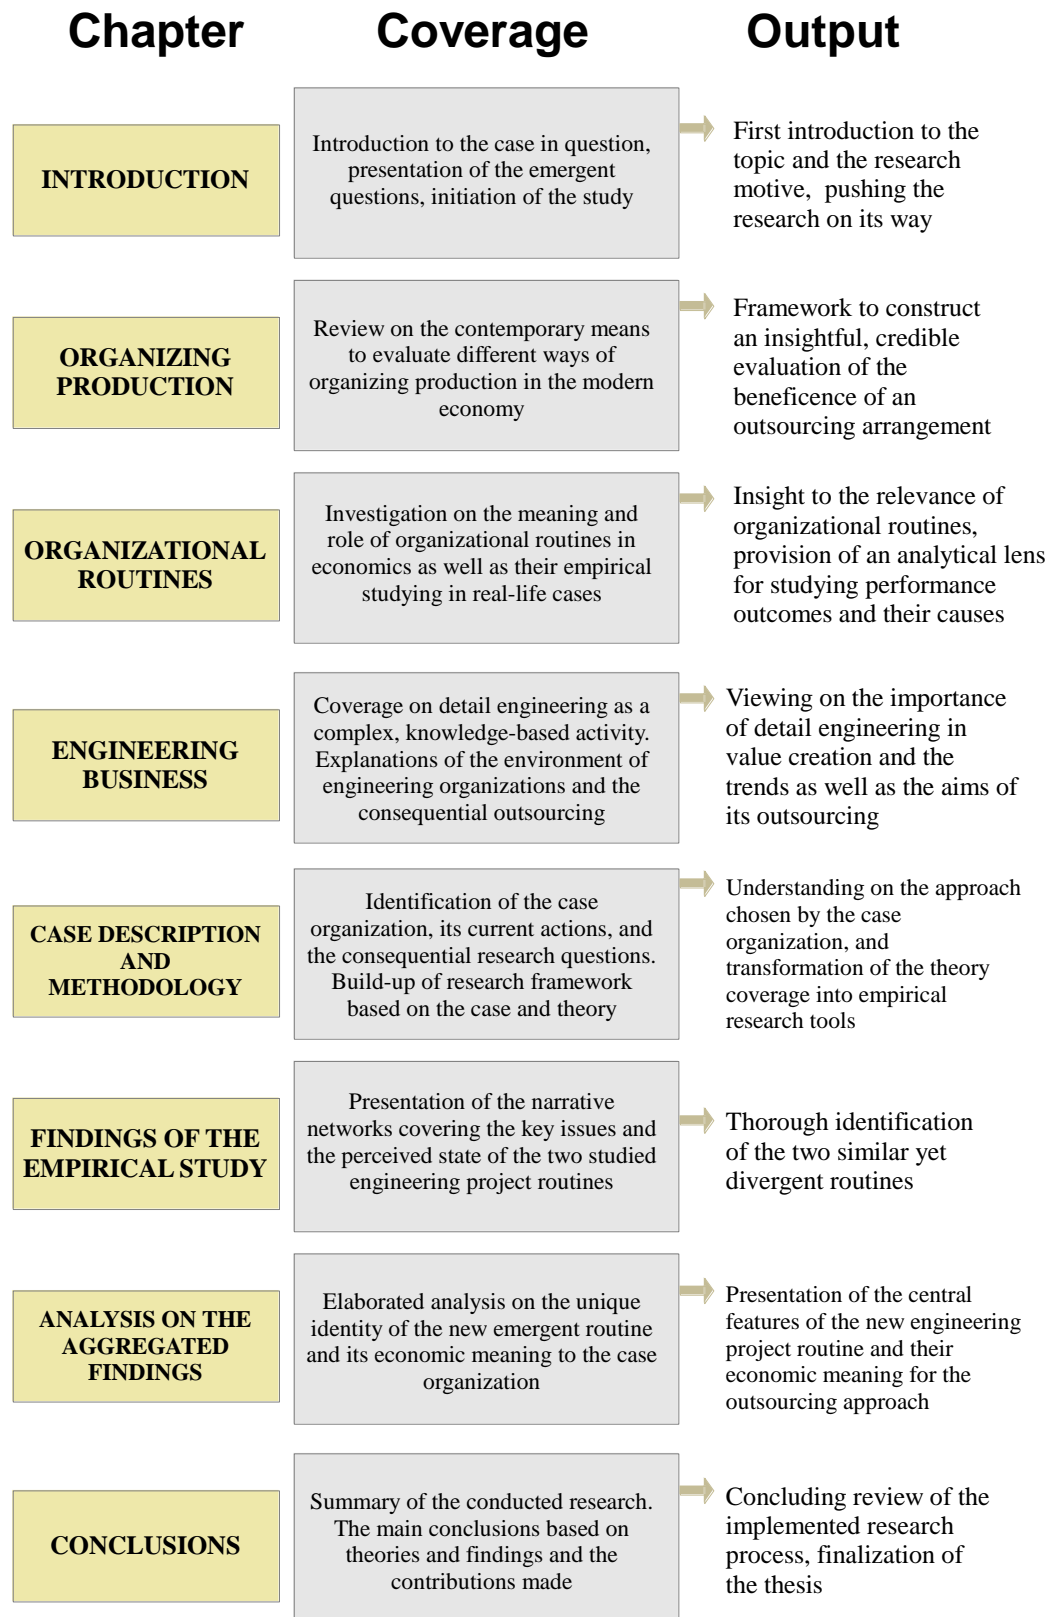 Chapter Coverage Output
INTRODUCTION
Introduction to the case in question,
presentation of the emergent
questions, initiation of the study
First introduction to the
topic and the research
motive, pushing the
research on its way
ORGANIZING
PRODUCTION
Review on the contemporary means
to evaluate different ways of
organizing production in the modern
economy
Framework to construct
an insightful, credible
evaluation of the
beneficence of an
outsourcing arrangement
ORGANIZATIONAL
ROUTINES
Investigation on the meaning and
role of organizational routines in
economics as well as their empirical
studying in real-life cases
Insight to the relevance of
organizational routines,
provision of an analytical lens
for studying performance
outcomes and their causes
ENGINEERING
BUSINESS
Coverage on detail engineering as a
complex, knowledge-based activity.
Explanations of the environment of
engineering organizations and the
consequential outsourcing
Viewing on the importance
of detail engineering in
value creation and the
trends as well as the aims of
its outsourcing
CASE DESCRIPTION
AND
METHODOLOGY
Identification of the case
organization, its current actions, and
the consequential research questions.
Build-up of research framework
based on the case and theory
Understanding on the approach
chosen by the case
organization, and
transformation of the theory
coverage into empirical
research tools
FINDINGS OF THE
EMPIRICAL STUDY
Presentation of the narrative
networks covering the key issues and
the perceived state of the two studied
engineering project routines
Thorough identification
of the two similar yet
divergent routines
ANALYSIS ON THE
AGGREGATED
FINDINGS
Elaborated analysis on the unique
identity of the new emergent routine
and its economic meaning to the case
organization
Presentation of the central
features of the new engineering
project routine and their
economic meaning for the
outsourcing approach
CONCLUSIONS
Summary of the conducted research.
The main conclusions based on
theories and findings and the
contributions made
Concluding review of the
implemented research
process, finalization of
the thesis